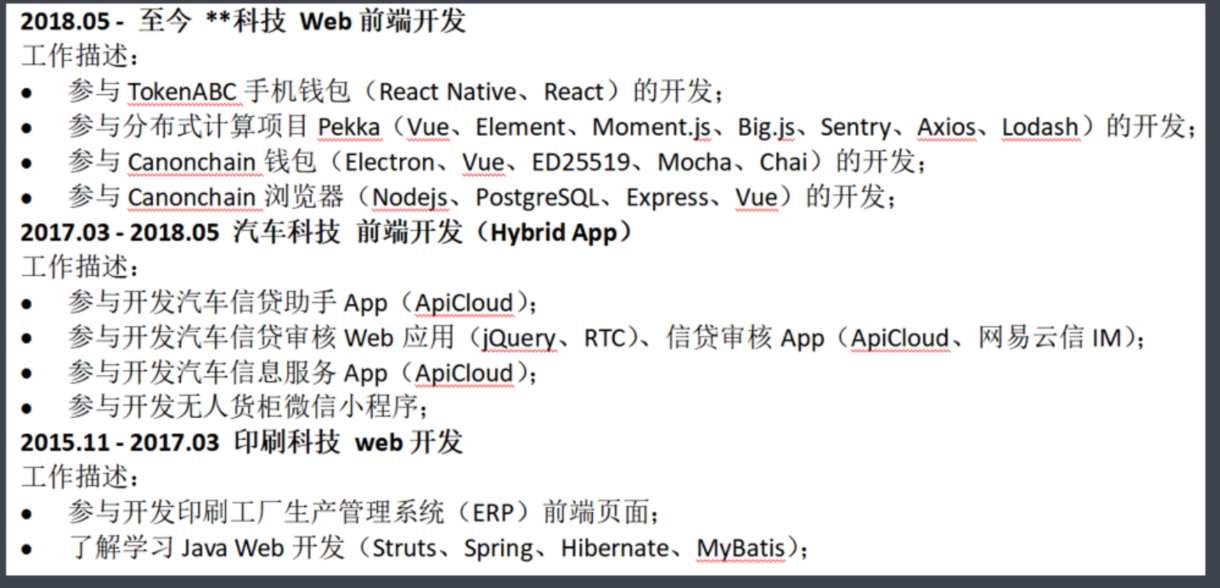 2018.05 - 至今 **科技 Web 前端开发
工作描述：
● 参与 TokenABC 手机钱包（React Native、React）的开发；
● 参与分布式计算项目 Pekka（Vue、Element、Moment.js、Big.js、Sentry、Axios、Lodash）的开发；
● 参与 Canonchain 钱包（Electron、Vue、ED25519、Mocha、Chai）的开发；
● 参与 Canonchain 浏览器（Nodejs、PostgreSQL、Express、Vue）的开发；
2017.03 - 2018.05 汽车科技 前端开发（Hybrid App）
工作描述：
● 参与开发汽车信贷助手 App（ApiCloud）；
● 参与开发汽车信贷审核 Web 应用（jQuery、RTC）、信贷审核 App（ApiCloud、网易云信 IM）；
● 参与开发汽车信息服务 App（ApiCloud）；
● 参与开发无人货柜微信小程序；
2015.11 - 2017.03 印刷科技 web 开发
工作描述：
● 参与开发印刷工厂生产管理系统（ERP）前端页面；
● 了解学习 Java Web 开发（Struts、Spring、Hibernate、MyBatis）；